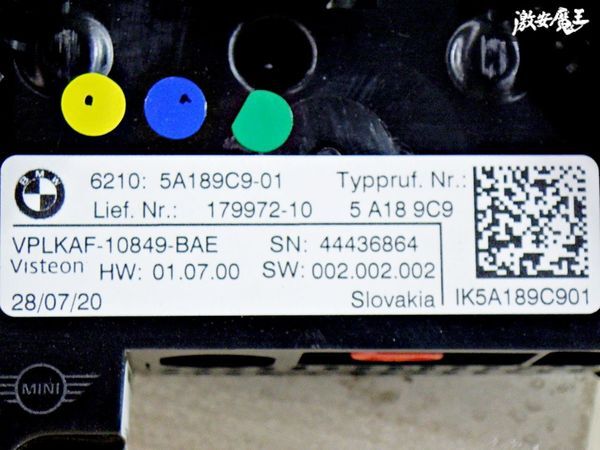 激安魔王
BMW
6210: 5A189C9-01 Typpruf. Nr.:
Lief. Nr.: 179972-10 5 A18 9C9
VPLKAF-10849-BAE SN: 44436864
Visteon HW: 01.07.00 SW: 002.002.002
28/07/20 Slovakia IK5A189C901
MINI